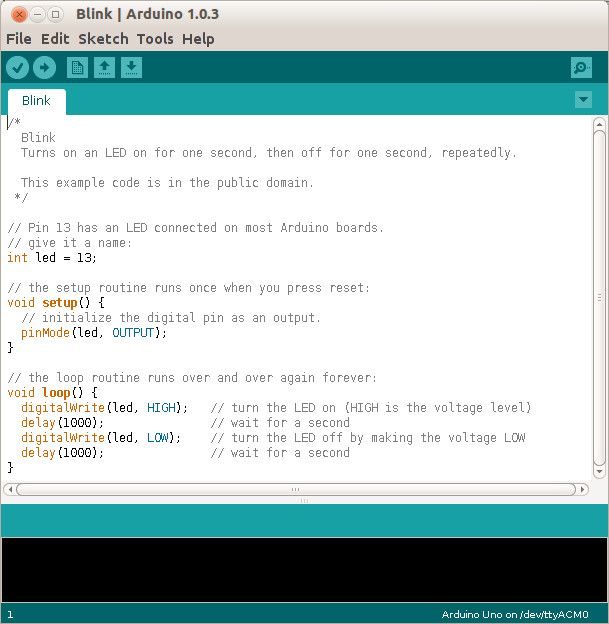 Blink | Arduino 1.0.3
File Edit Sketch Tools Help
Blink
/*
  Blink
  Turns on an LED on for one second, then off for one second, repeatedly.

  This example code is in the public domain.
 */

// Pin 13 has an LED connected on most Arduino boards.
// give it a name:
int led = 13;

// the setup routine runs once when you press reset:
void setup() {
  // initialize the digital pin as an output.
  pinMode(led, OUTPUT);
}

// the loop routine runs over and over again forever:
void loop() {
  digitalWrite(led, HIGH);   // turn the LED on (HIGH is the voltage level)
  delay(1000);               // wait for a second
  digitalWrite(led, LOW);    // turn the LED off by making the voltage LOW
  delay(1000);               // wait for a second
}
1 Arduino Uno on /dev/ttyACM0